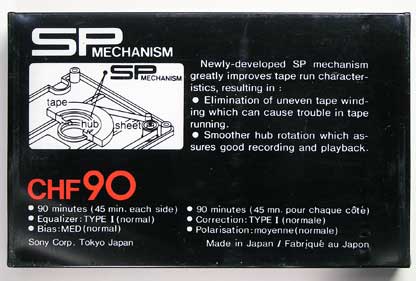 SP MECHANISM
SP
MECHANISM
tape
hub
sheet
Newly-developed SP mechanism
greatly improves tape run character-
istics, resulting in :
● Elimination of uneven tape wind-
ing which can cause trouble in tape
running.
● Smoother hub rotation which as-
sures good recording and playback.
CHF90
● 90 minutes (45 min. each side)
● Equalizer: TYPE I (normal)
● Bias: MED (normal)
Sony Corp. Tokyo Japan
● 90 minutes (45 mn. pour chaque côté)
● Correction: TYPE I (normale)
● Polarisation: moyenne (normale)
Made in Japan / Fabriqué au Japon